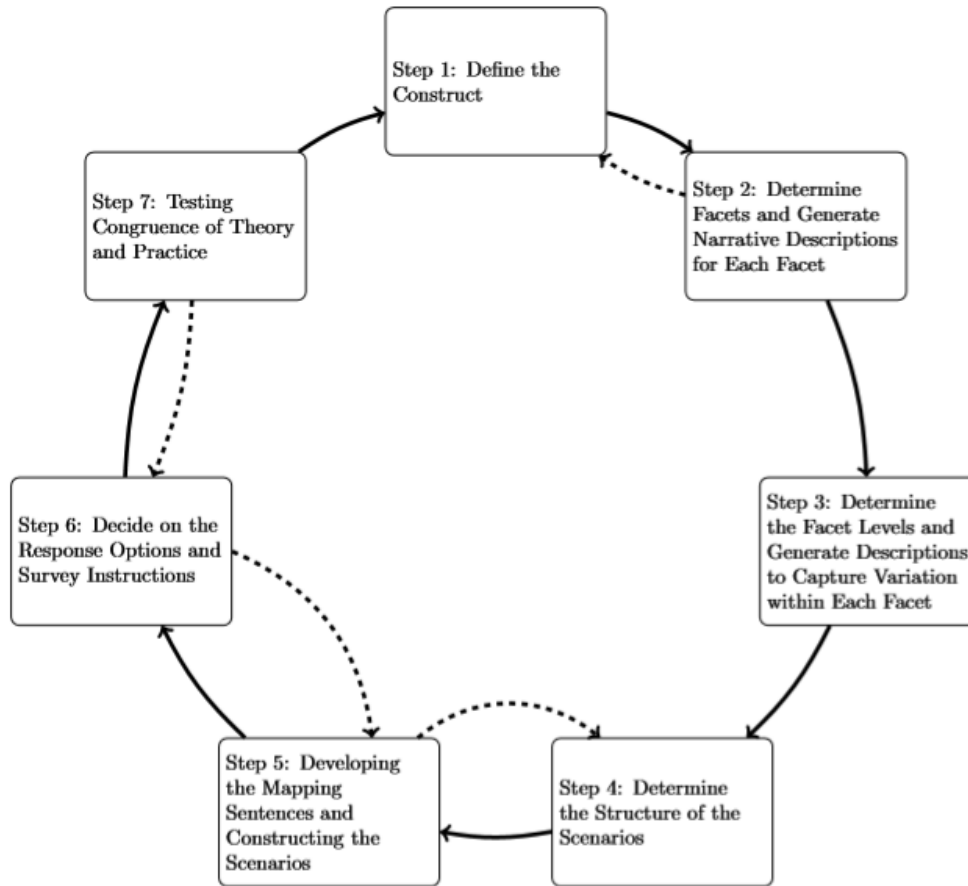 Step 1: Define the
Construct
Step 2: Determine
Facets and Generate
Narrative Descriptions
for Each Facet
Step 3: Determine
the Facet Levels and
Generate Descriptions
to Capture Variation
within Each Facet
Step 4: Determine
the Structure of the
Scenarios
Step 5: Developing
the Mapping
Sentences and
Constructing the
Scenarios
Step 6: Decide on the
Response Options and
Survey Instructions
Step 7: Testing
Congruence of Theory
and Practice